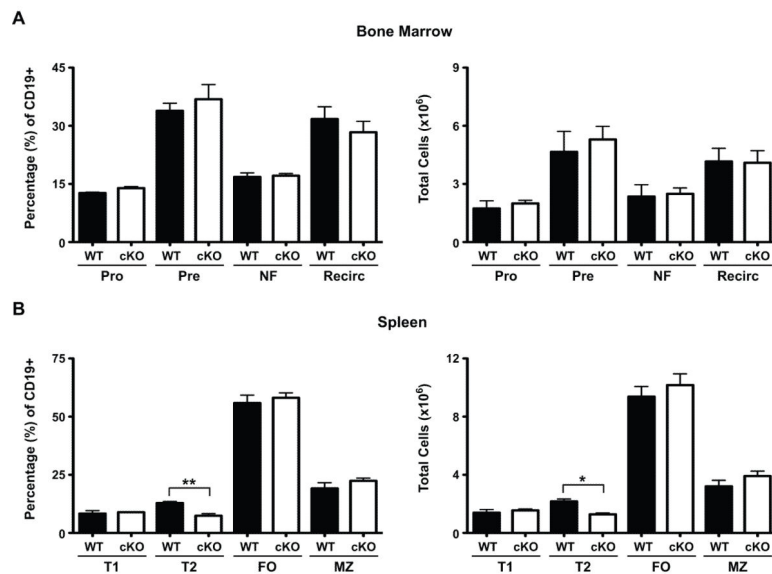 A
Bone Marrow
Percentage (%) of CD19+
45
30
15
0
WT cKO WT cKO WT cKO WT cKO
Pro Pre NF Recirc
Total Cells (x10⁶)
9
6
3
0
WT cKO WT cKO WT cKO WT cKO
Pro Pre NF Recirc
B
Spleen
Percentage (%) of CD19+
75
50
25
0
**
WT cKO WT cKO WT cKO WT cKO
T1 T2 FO MZ
Total Cells (x10⁶)
12
8
4
0
*
WT cKO WT cKO WT cKO WT cKO
T1 T2 FO MZ